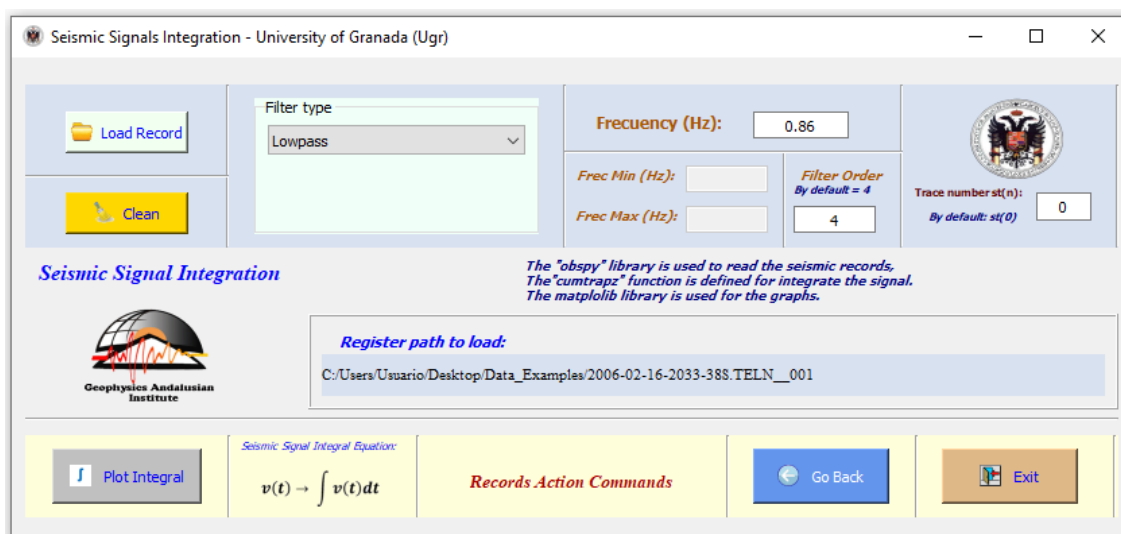 Seismic Signals Integration - University of Granada (Ugr)
Load Record
Clean
Filter type
Lowpass
Frecuency (Hz):
0.86
Frec Min (Hz):
Frec Max (Hz):
Filter Order
By default = 4
4
Trace number st(n):
By default: st(0)
0
Seismic Signal Integration
The "obspy" library is used to read the seismic records,
The"cumtrapz" function is defined for integrate the signal.
The matplolib library is used for the graphs.
Geophysics Andalusian
Institute
Register path to load:
C:/Users/Usuario/Desktop/Data_Examples/2006-02-16-2033-38S.TELN__001
∫ Plot Integral
Seismic Signal Integral Equation:
v(t) → ∫ v(t)dt
Records Action Commands
Go Back
Exit